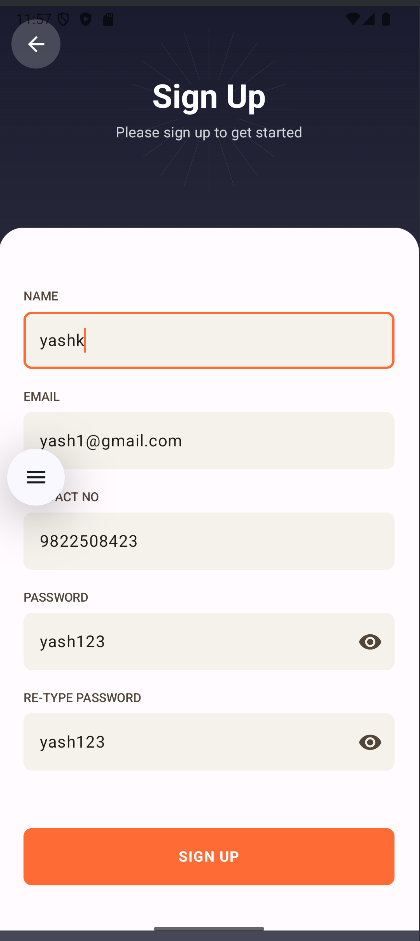 11:57
Sign Up
Please sign up to get started
NAME
yashk
EMAIL
yash1@gmail.com
ACT NO
9822508423
PASSWORD
yash123
RE-TYPE PASSWORD
yash123
SIGN UP